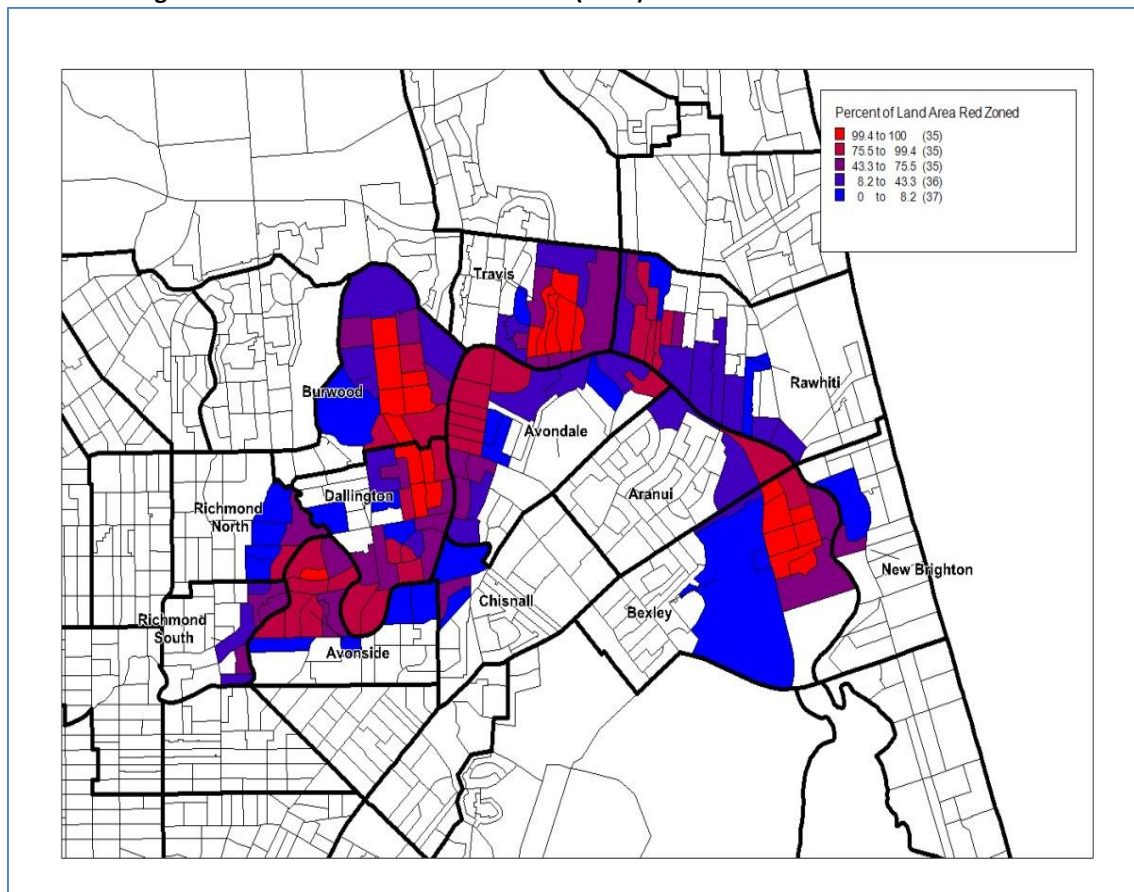 Percent of Land Area Red Zoned
99.4 to 100 (35)
75.5 to 99.4 (35)
43.3 to 75.5 (35)
8.2 to 43.3 (36)
0 to 8.2 (37)
Travis
Burwood
Rawhiti
Avondale
Dallington
Aranui
Richmond
North
New Brighton
Chisnall
Bexley
Richmond
South
Avonside